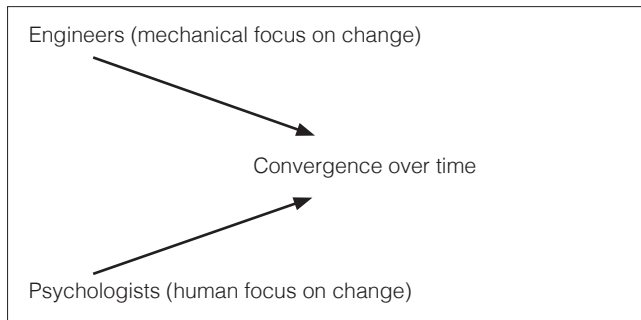 Engineers (mechanical focus on change)
Convergence over time
Psychologists (human focus on change)